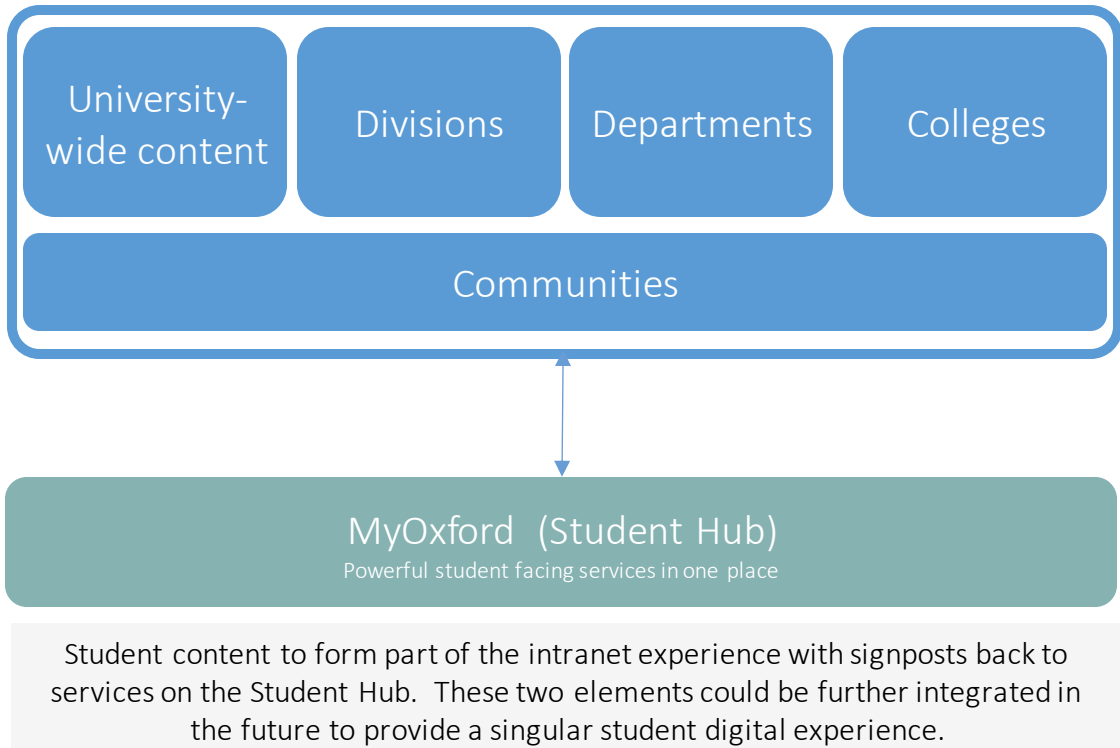 University-
wide content
Divisions
Departments
Colleges
Communities
MyOxford (Student Hub)
Powerful student facing services in one place
Student content to form part of the intranet experience with signposts back to
services on the Student Hub. These two elements could be further integrated in
the future to provide a singular student digital experience.